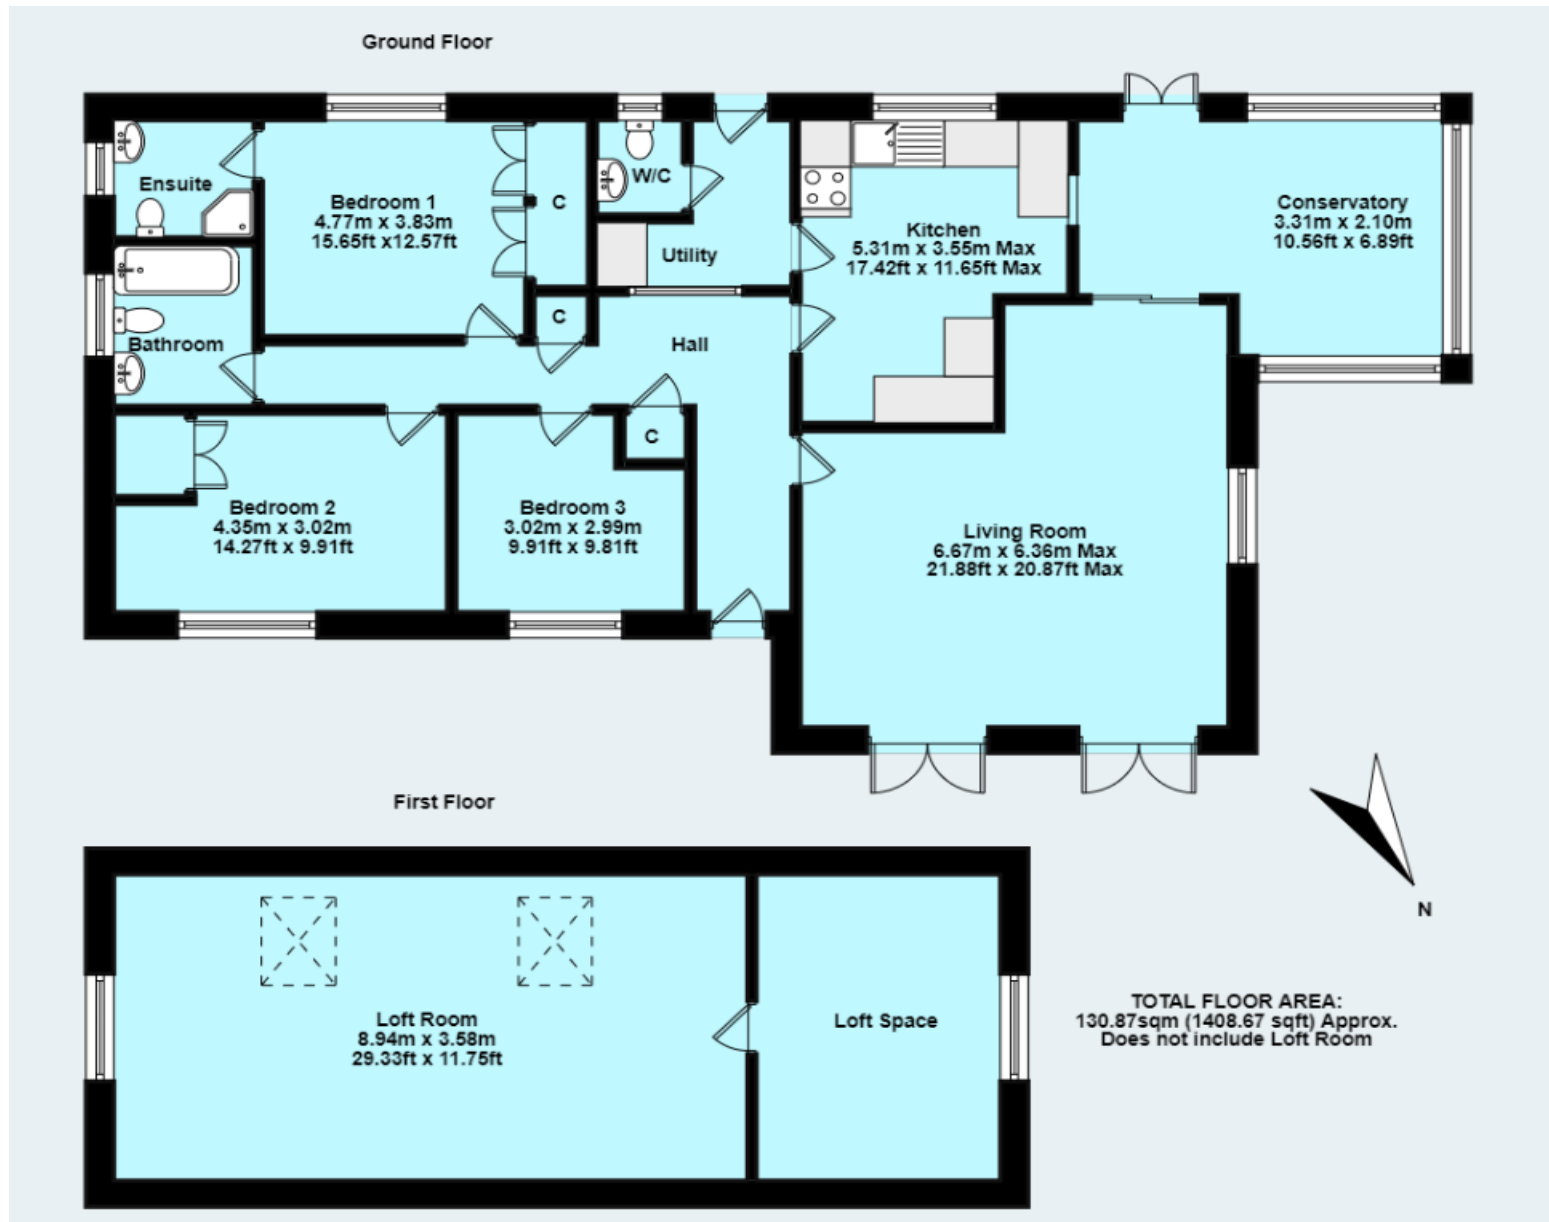 Ground Floor
Ensuite
Bedroom 1
4.77m x 3.83m
15.65ft x12.57ft
C
W/C
Utility
Kitchen
5.31m x 3.55m Max
17.42ft x 11.65ft Max
Conservatory
3.31m x 2.10m
10.56ft x 6.89ft
Bathroom
C
Hall
C
Bedroom 2
4.35m x 3.02m
14.27ft x 9.91ft
Bedroom 3
3.02m x 2.99m
9.91ft x 9.81ft
Living Room
6.67m x 6.36m Max
21.88ft x 20.87ft Max
First Floor
N
Loft Room
8.94m x 3.58m
29.33ft x 11.75ft
Loft Space
TOTAL FLOOR AREA:
130.87sqm (1408.67 sqft) Approx.
Does not include Loft Room